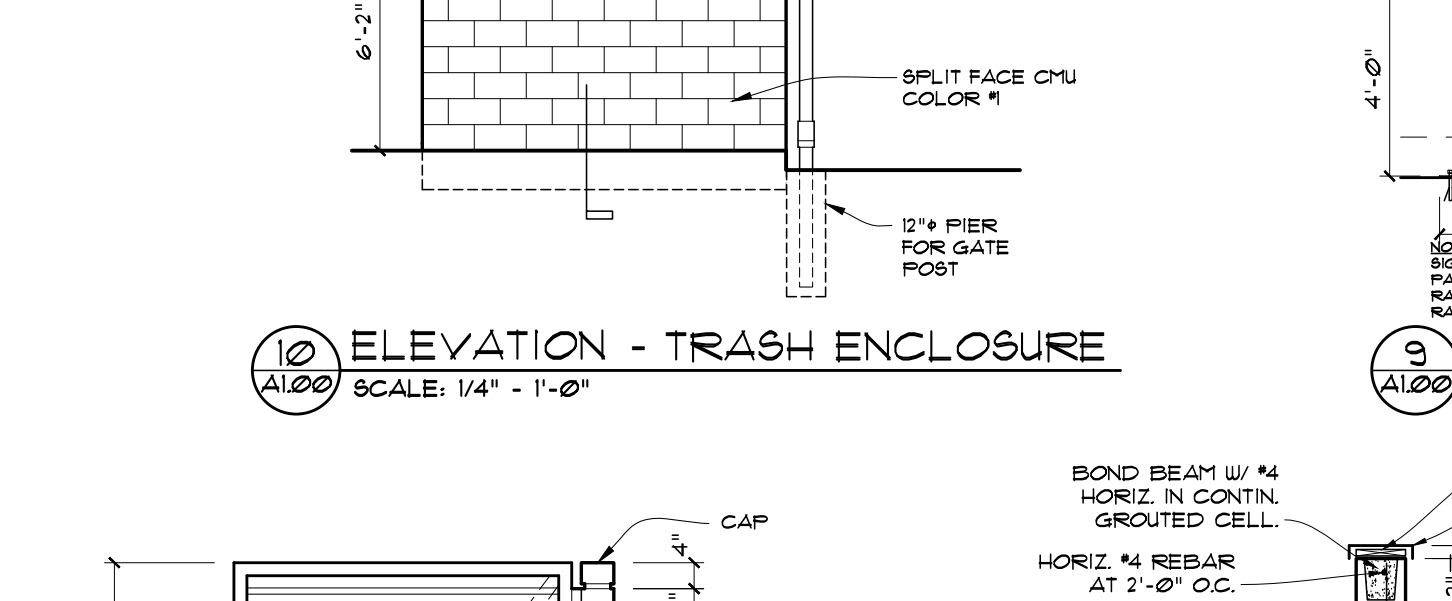 6'-2"
SPLIT FACE CMU
COLOR #1
4'-0"
12"ϕ PIER
FOR GATE
POST
10
A1.00
ELEVATION - TRASH ENCLOSURE
SCALE: 1/4" - 1'-0"
9
A1.00
BOND BEAM W/ #4
HORIZ. IN CONTIN.
GROUTED CELL.
CAP
4"
HORIZ. #4 REBAR
AT 2'-0" O.C.